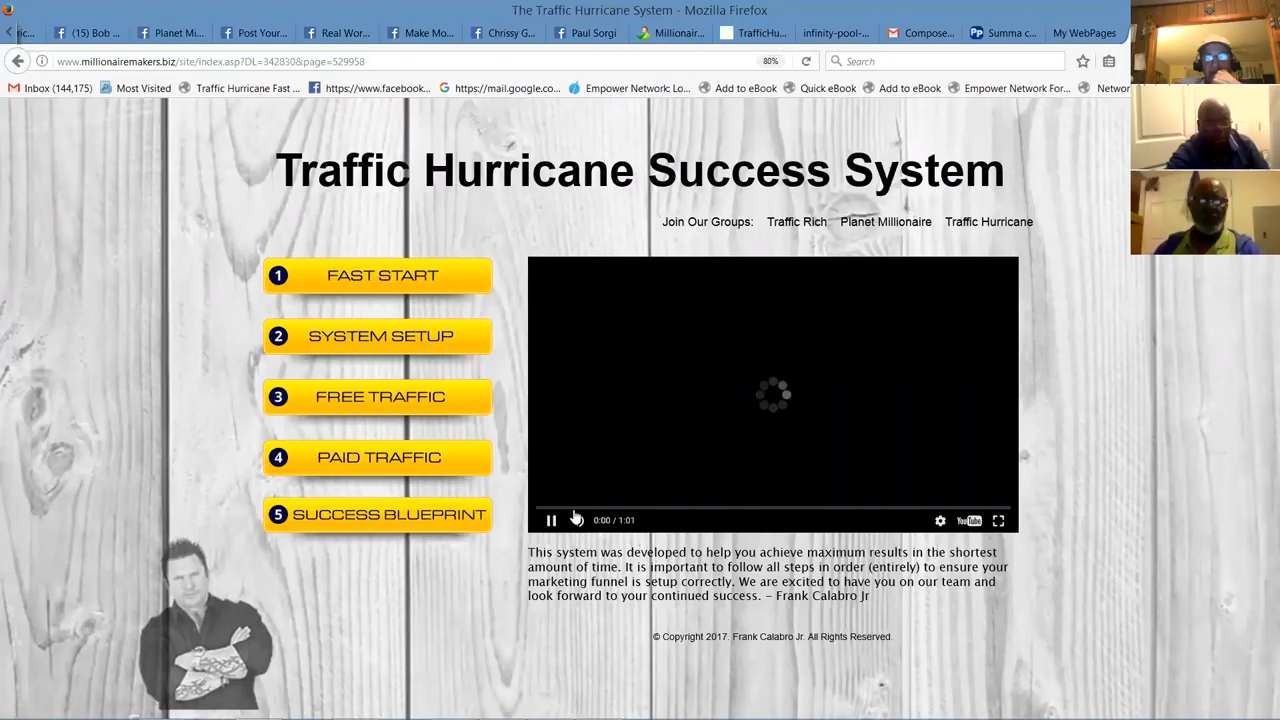 The Traffic Hurricane System - Mozilla Firefox
ric... (15) Bob ... Planet Mi... Post Your... Real Wor... Make Mo... Chrissy G... Paul Sorgi Millionair... TrafficHu... infinity-pool-... Compose... Summa c... My WebPages
www.millionairemakers.biz/site/index.asp?DL=342830&page=529958 80% Search
Inbox (144,175) Most Visited Traffic Hurricane Fast ... https://www.facebook... https://mail.google.co... Empower Network: Lo... Add to eBook Quick eBook Add to eBook Empower Network For... Networ
Traffic Hurricane Success System
Join Our Groups: Traffic Rich Planet Millionaire Traffic Hurricane
1 FAST START
2 SYSTEM SETUP
3 FREE TRAFFIC
4 PAID TRAFFIC
5 SUCCESS BLUEPRINT
0:00 / 1:01 YouTube
This system was developed to help you achieve maximum results in the shortest
amount of time. It is important to follow all steps in order (entirely) to ensure your
marketing funnel is setup correctly. We are excited to have you on our team and
look forward to your continued success. - Frank Calabro Jr
© Copyright 2017. Frank Calabro Jr. All Rights Reserved.